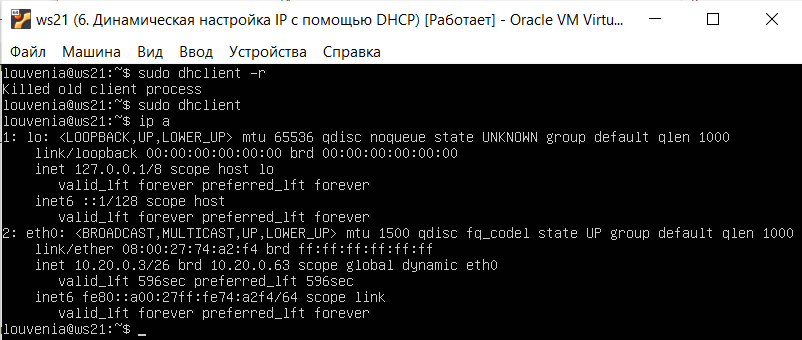 ws21 (6. Динамическая настройка IP с помощью DHCP) [Работает] - Oracle VM Virtu...
Файл Машина Вид Ввод Устройства Справка
louvenia@ws21:~$ sudo dhclient -r
Killed old client process
louvenia@ws21:~$ sudo dhclient
louvenia@ws21:~$ ip a
1: lo: <LOOPBACK,UP,LOWER_UP> mtu 65536 qdisc noqueue state UNKNOWN group default qlen 1000
    link/loopback 00:00:00:00:00:00 brd 00:00:00:00:00:00
    inet 127.0.0.1/8 scope host lo
       valid_lft forever preferred_lft forever
    inet6 ::1/128 scope host
       valid_lft forever preferred_lft forever
2: eth0: <BROADCAST,MULTICAST,UP,LOWER_UP> mtu 1500 qdisc fq_codel state UP group default qlen 1000
    link/ether 08:00:27:74:a2:f4 brd ff:ff:ff:ff:ff:ff
    inet 10.20.0.3/26 brd 10.20.0.63 scope global dynamic eth0
       valid_lft 596sec preferred_lft 596sec
    inet6 fe80::a00:27ff:fe74:a2f4/64 scope link
       valid_lft forever preferred_lft forever
louvenia@ws21:~$ _